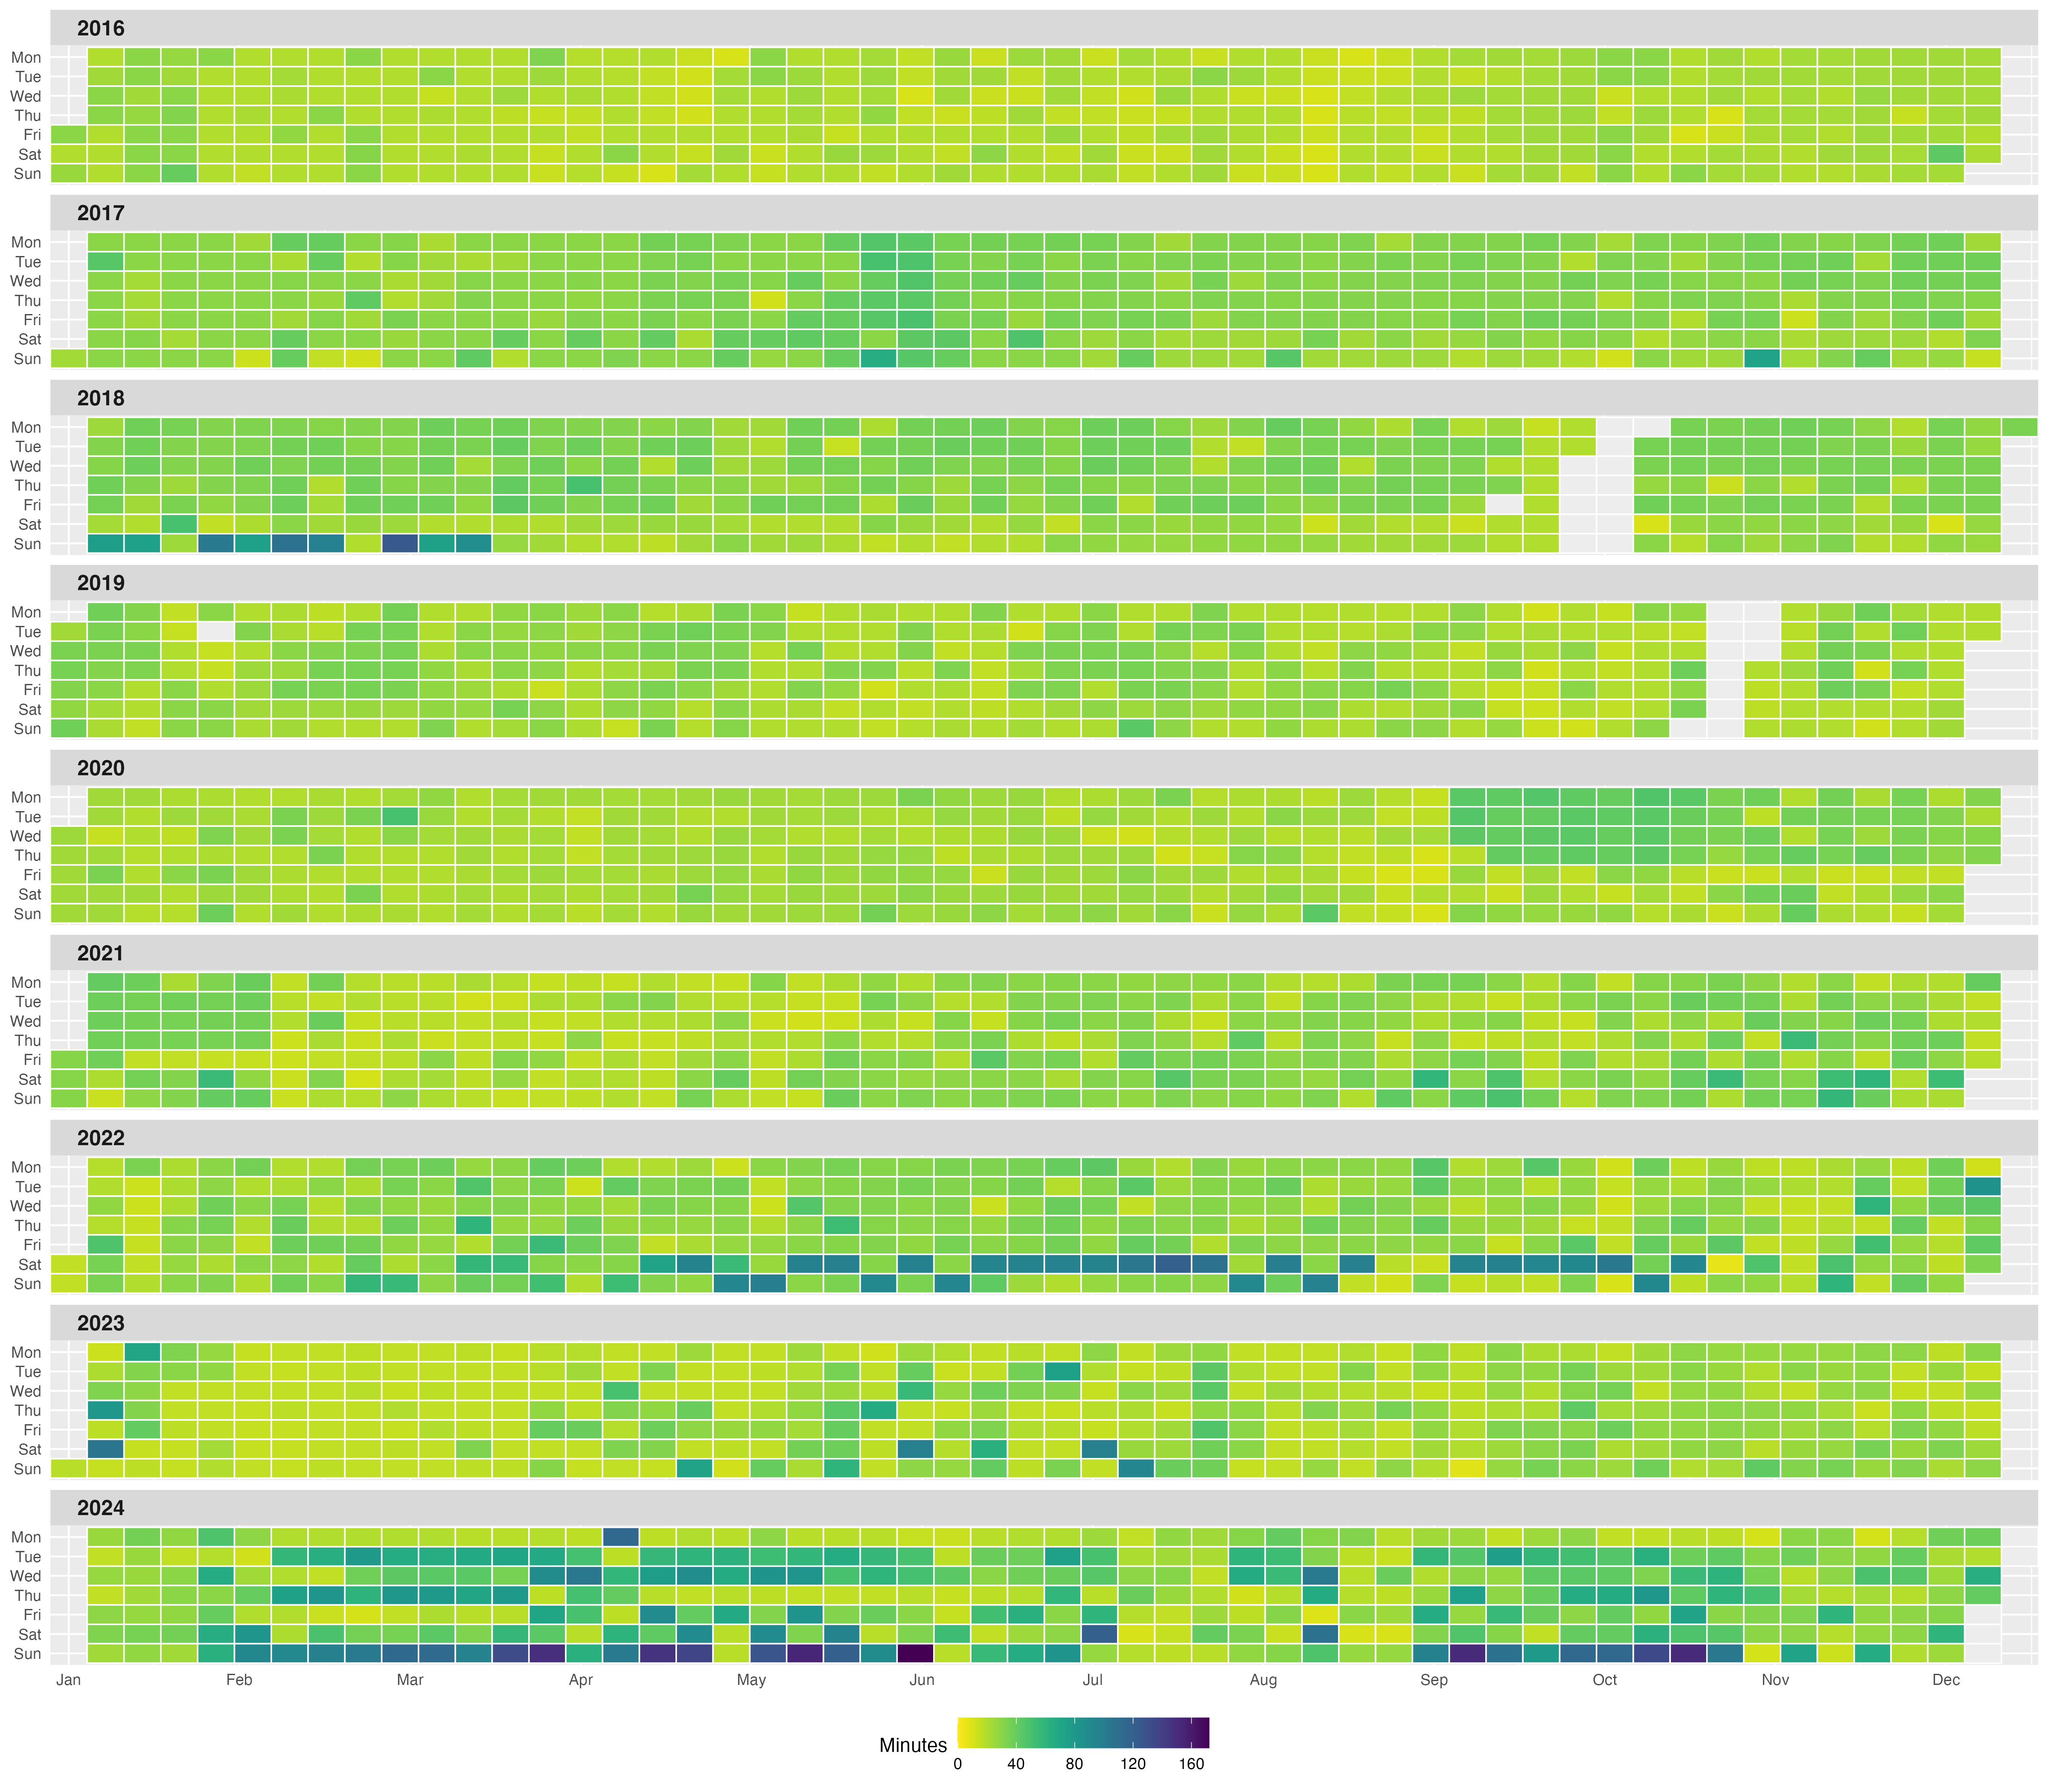 2016
Mon
Tue
Wed
Thu
Fri
Sat
Sun
2017
Mon
Tue
Wed
Thu
Fri
Sat
Sun
2018
Mon
Tue
Wed
Thu
Fri
Sat
Sun
2019
Mon
Tue
Wed
Thu
Fri
Sat
Sun
2020
Mon
Tue
Wed
Thu
Fri
Sat
Sun
2021
Mon
Tue
Wed
Thu
Fri
Sat
Sun
2022
Mon
Tue
Wed
Thu
Fri
Sat
Sun
2023
Mon
Tue
Wed
Thu
Fri
Sat
Sun
2024
Mon
Tue
Wed
Thu
Fri
Sat
Sun
Jan Feb Mar Apr May Jun Jul Aug Sep Oct Nov Dec
Minutes
0 40 80 120 160